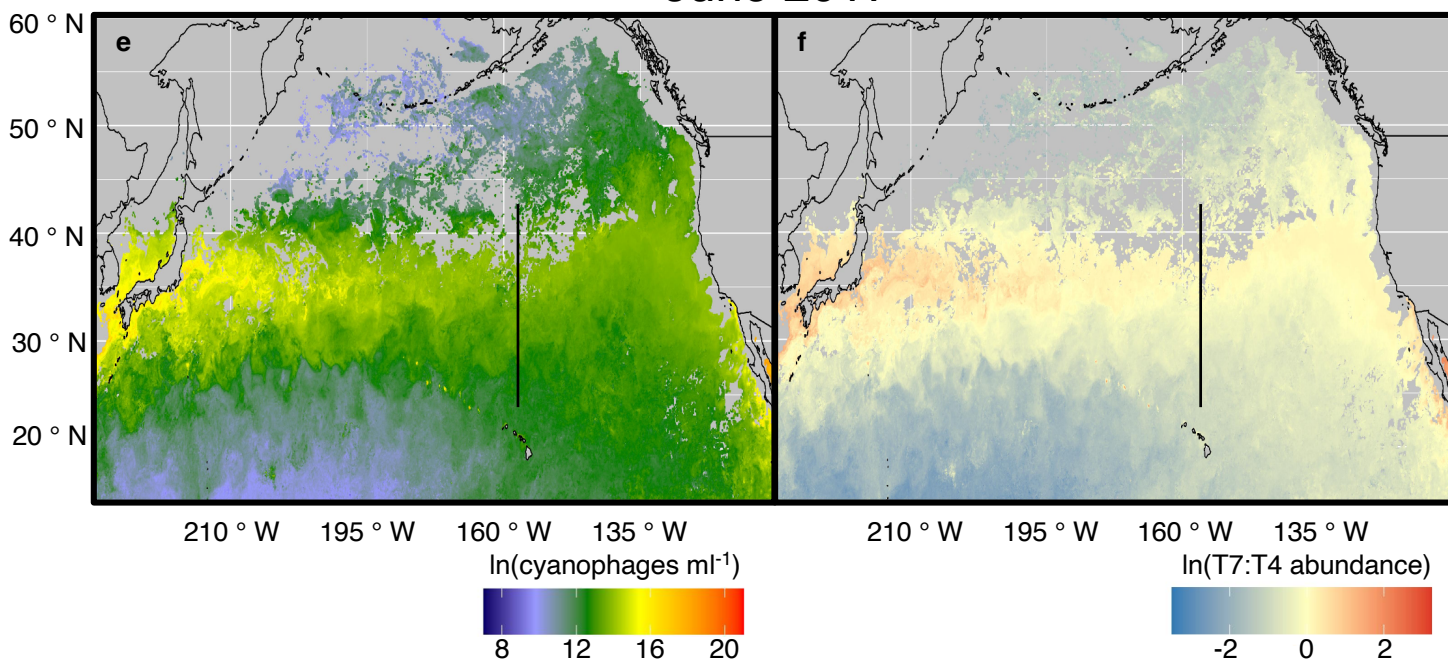 60 ° N
e
f
50 ° N
40 ° N
30 ° N
20 ° N
210 ° W 195 ° W 160 ° W 135 ° W 210 ° W 195 ° W 160 ° W 135 ° W
ln(cyanophages ml⁻¹) ln(T7:T4 abundance)
8 12 16 20 -2 0 2